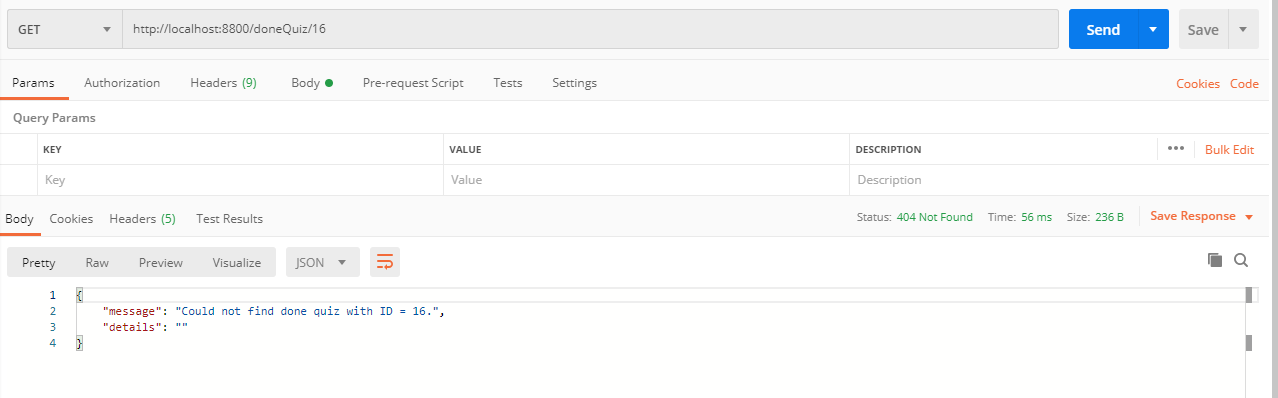 GET http://localhost:8800/doneQuiz/16 Send Save
Params Authorization Headers (9) Body Pre-request Script Tests Settings Cookies Code
Query Params
KEY VALUE DESCRIPTION ••• Bulk Edit
Key Value Description
Body Cookies Headers (5) Test Results Status: 404 Not Found Time: 56 ms Size: 236 B Save Response
Pretty Raw Preview Visualize JSON
1 {
2 "message": "Could not find done quiz with ID = 16.",
3 "details": ""
4 }